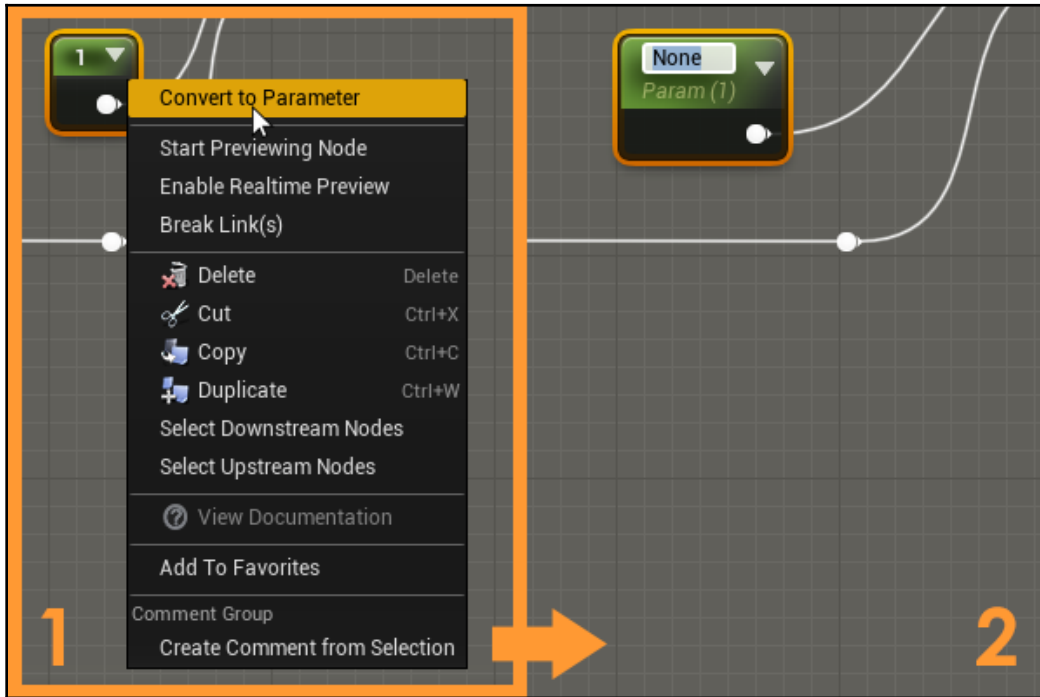 1
Convert to Parameter
Start Previewing Node
Enable Realtime Preview
Break Link(s)
Delete Delete
Cut Ctrl+X
Copy Ctrl+C
Duplicate Ctrl+W
Select Downstream Nodes
Select Upstream Nodes
View Documentation
Add To Favorites
Comment Group
Create Comment from Selection
1
None
Param (1)
2